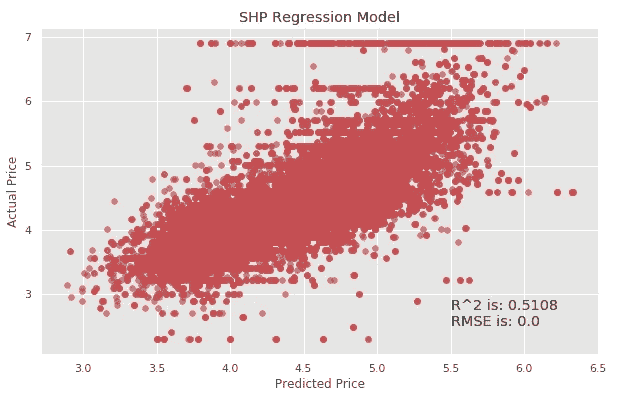 SHP Regression Model
7
6
5
4
3
Actual Price
R^2 is: 0.5108
RMSE is: 0.0
3.0 3.5 4.0 4.5 5.0 5.5 6.0 6.5
Predicted Price